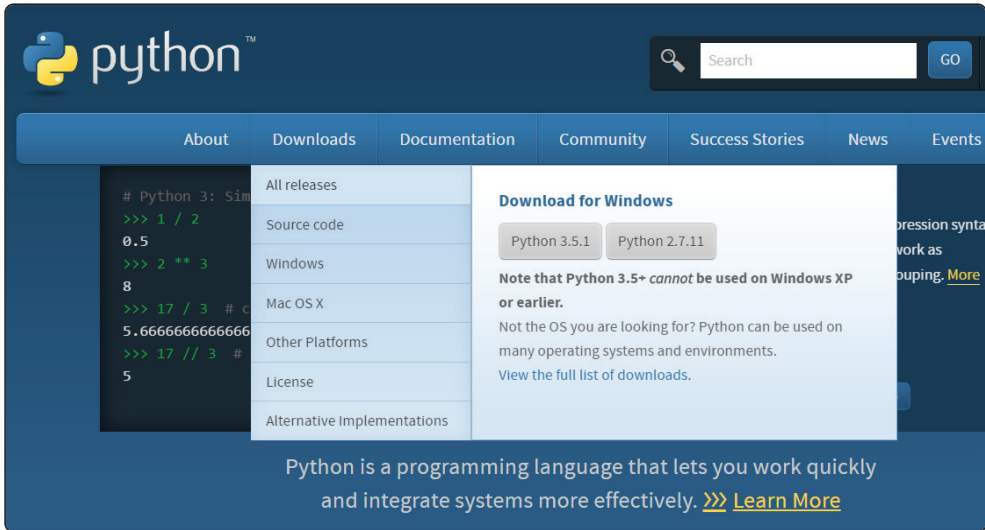 python™
Search
GO
About Downloads Documentation Community Success Stories News Events
All releases
Source code
Windows
Mac OS X
Other Platforms
License
Alternative Implementations
Download for Windows
Python 3.5.1 Python 2.7.11
Note that Python 3.5+ cannot be used on Windows XP
or earlier.
Not the OS you are looking for? Python can be used on
many operating systems and environments.
View the full list of downloads.
# Python 3: Sim
>>> 1 / 2
0.5
>>> 2 ** 3
8
>>> 17 / 3 # c
5.6666666666666
>>> 17 // 3 #
5
pression synta
work as
ouping. More
Python is a programming language that lets you work quickly
and integrate systems more effectively. >>> Learn More